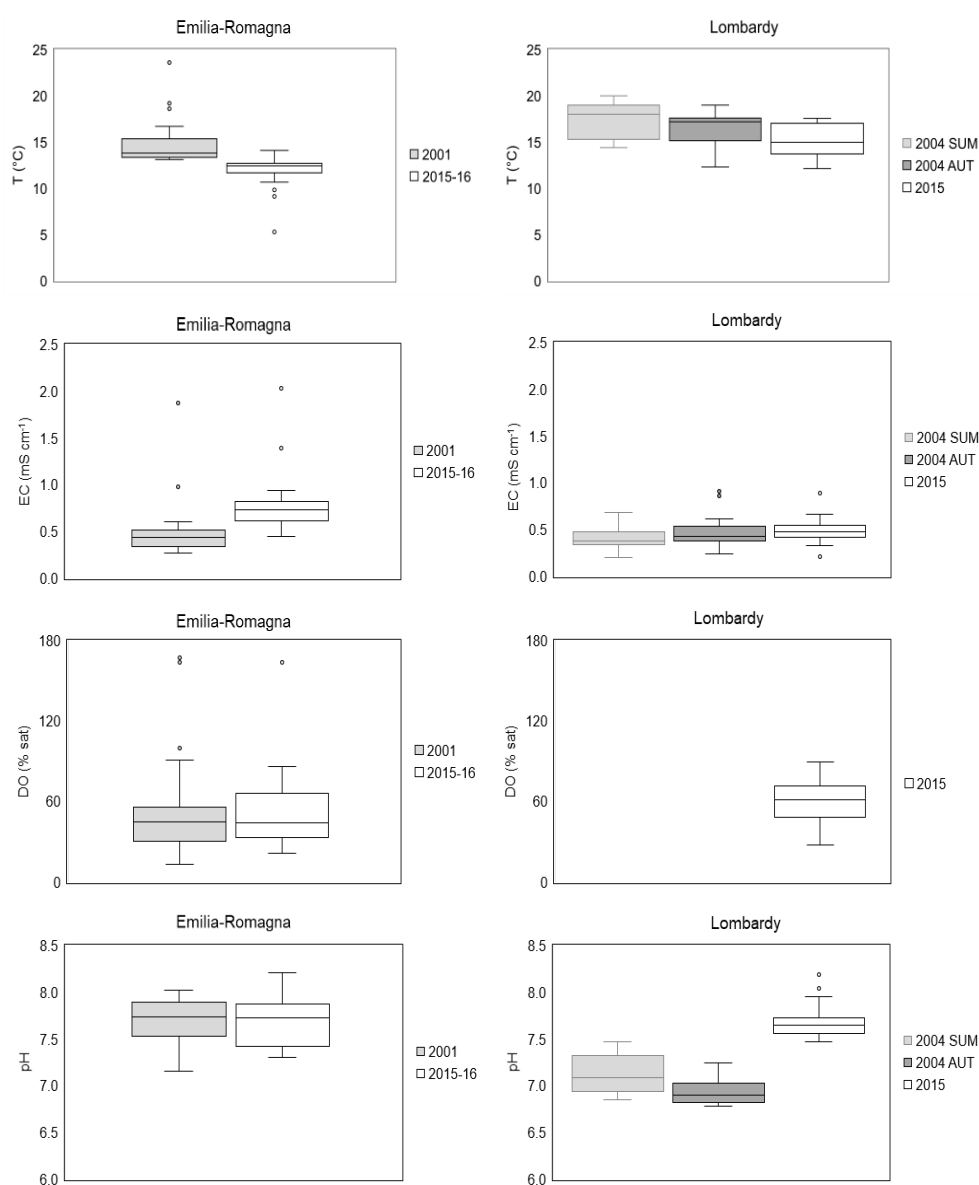 Emilia-Romagna
25
20
15
10
5
0
T (°C)
2001
2015-16
Lombardy
25
20
15
10
5
0
T (°C)
2004 SUM
2004 AUT
2015
Emilia-Romagna
2.5
2.0
1.5
1.0
0.5
0.0
EC (mS cm-1)
2001
2015-16
Lombardy
2.5
2.0
1.5
1.0
0.5
0.0
EC (mS cm-1)
2004 SUM
2004 AUT
2015
Emilia-Romagna
180
120
60
0
DO (% sat)
2001
2015-16
Lombardy
180
120
60
0
DO (% sat)
2015
Emilia-Romagna
8.5
8.0
7.5
7.0
6.5
6.0
pH
2001
2015-16
Lombardy
8.5
8.0
7.5
7.0
6.5
6.0
pH
2004 SUM
2004 AUT
2015